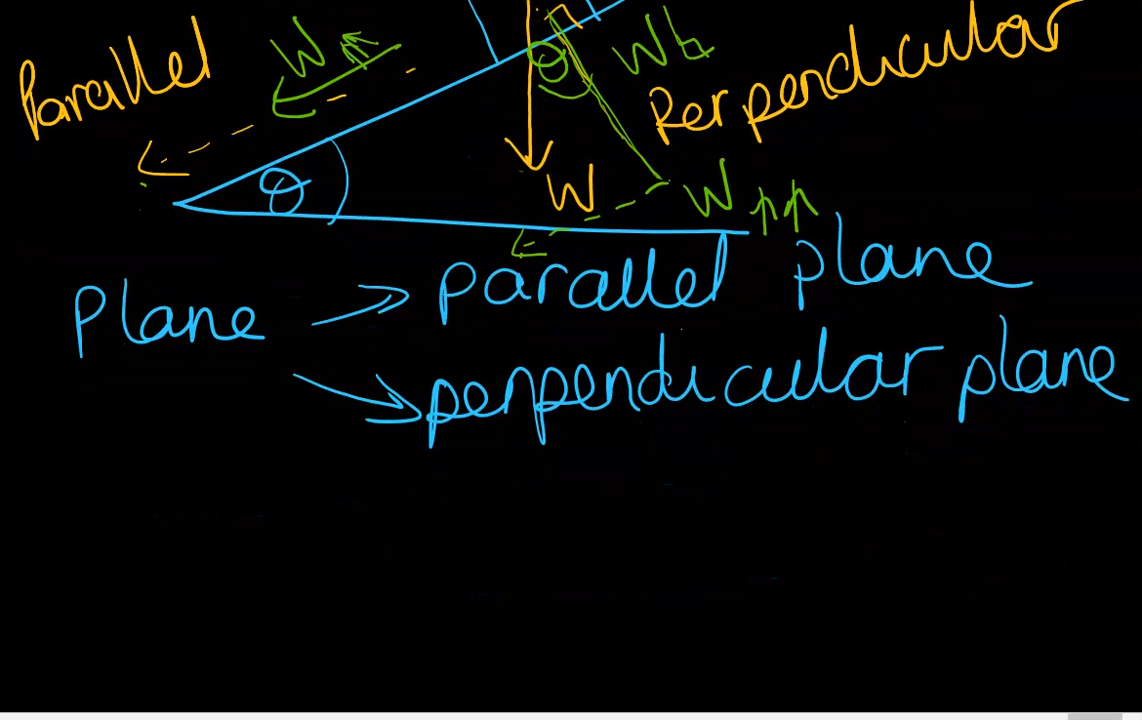 Parallel
W
W
Perpendicular
θ
θ
W
W
Plane → parallel plane
→ perpendicular plane